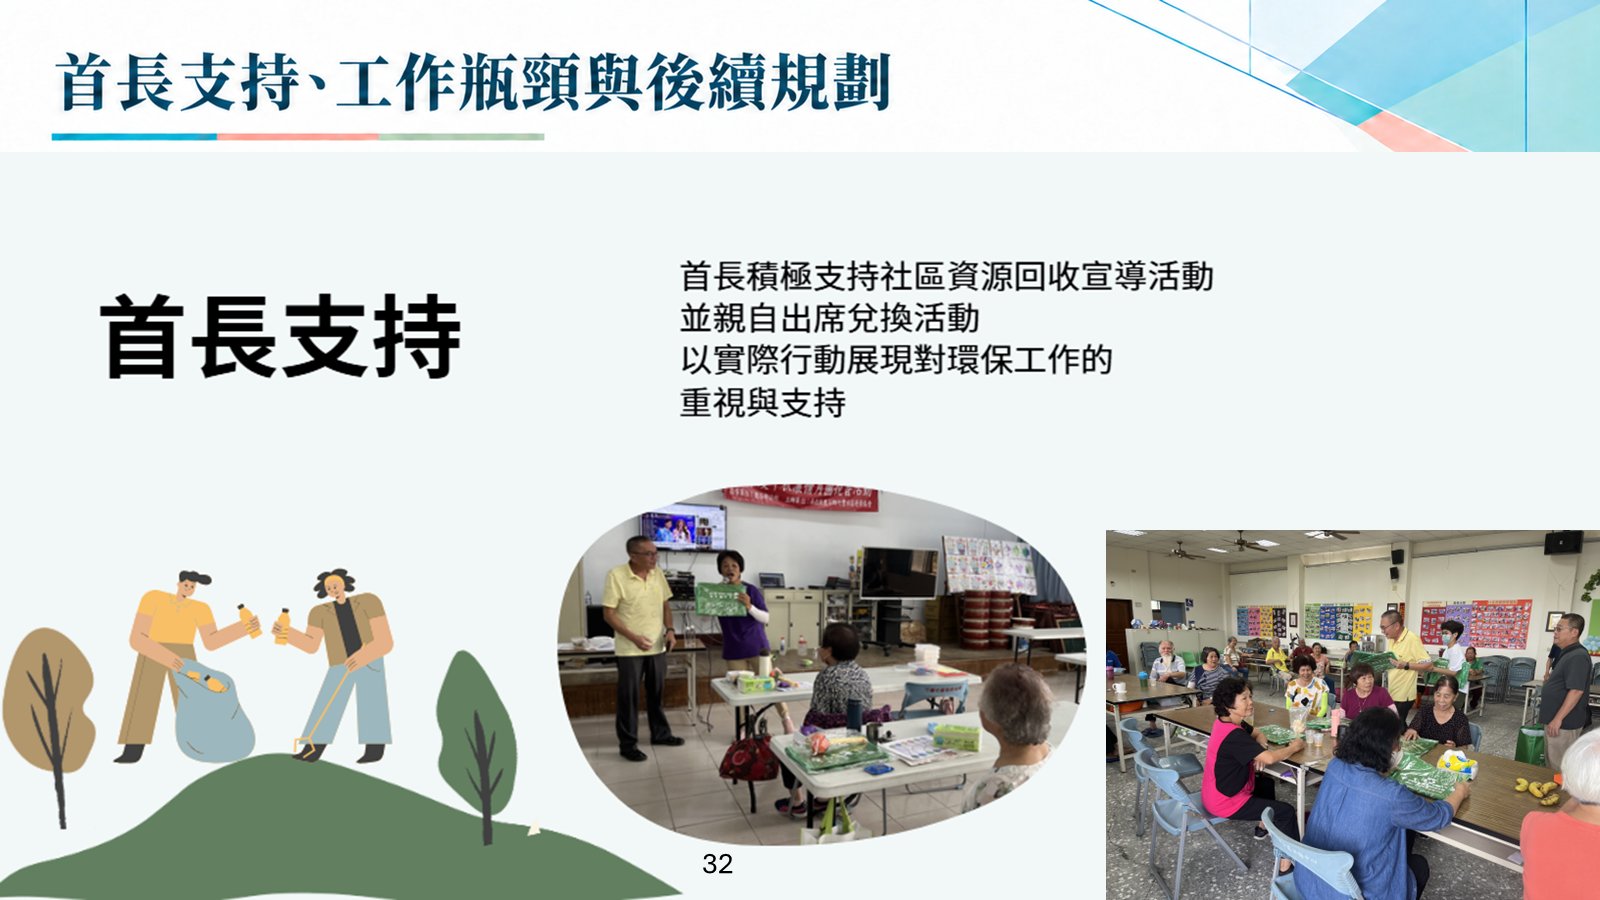 首長支持、工作瓶頸與後續規劃
首長支持
首長積極支持社區資源回收宣導活動
並親自出席兌換活動
以實際行動展現對環保工作的
重視與支持
32